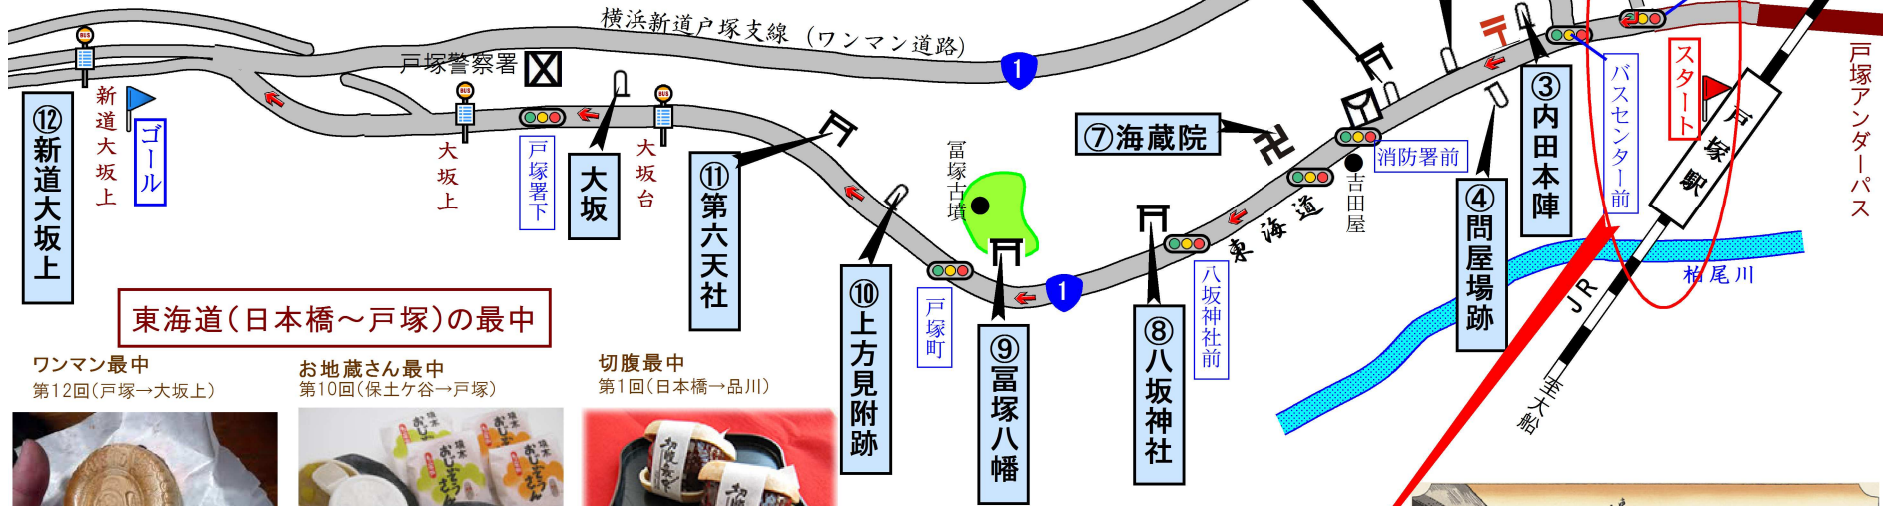 横浜新道戸塚支線（ワンマン道路）
1
戸塚警察署
BUS
新道大坂上
ゴール
⑫新道大坂上
BUS
大坂上
戸塚署下
大坂
BUS
大坂台
⑪第六天社
冨塚古墳
⑩上方見附跡
戸塚町
⑨冨塚八幡
1
⑧八坂神社
八坂神社前
東海道
⑦海蔵院
消防署前
吉田屋
④問屋場跡
③内田本陣
バスセンター前
スタート
戸塚駅
戸塚アンダーパス
柏尾川
JR
至大船
東海道（日本橋～戸塚）の最中
ワンマン最中
第12回（戸塚→大坂上）
お地蔵さん最中
第10回（保土ケ谷→戸塚）
切腹最中
第1回（日本橋→品川）